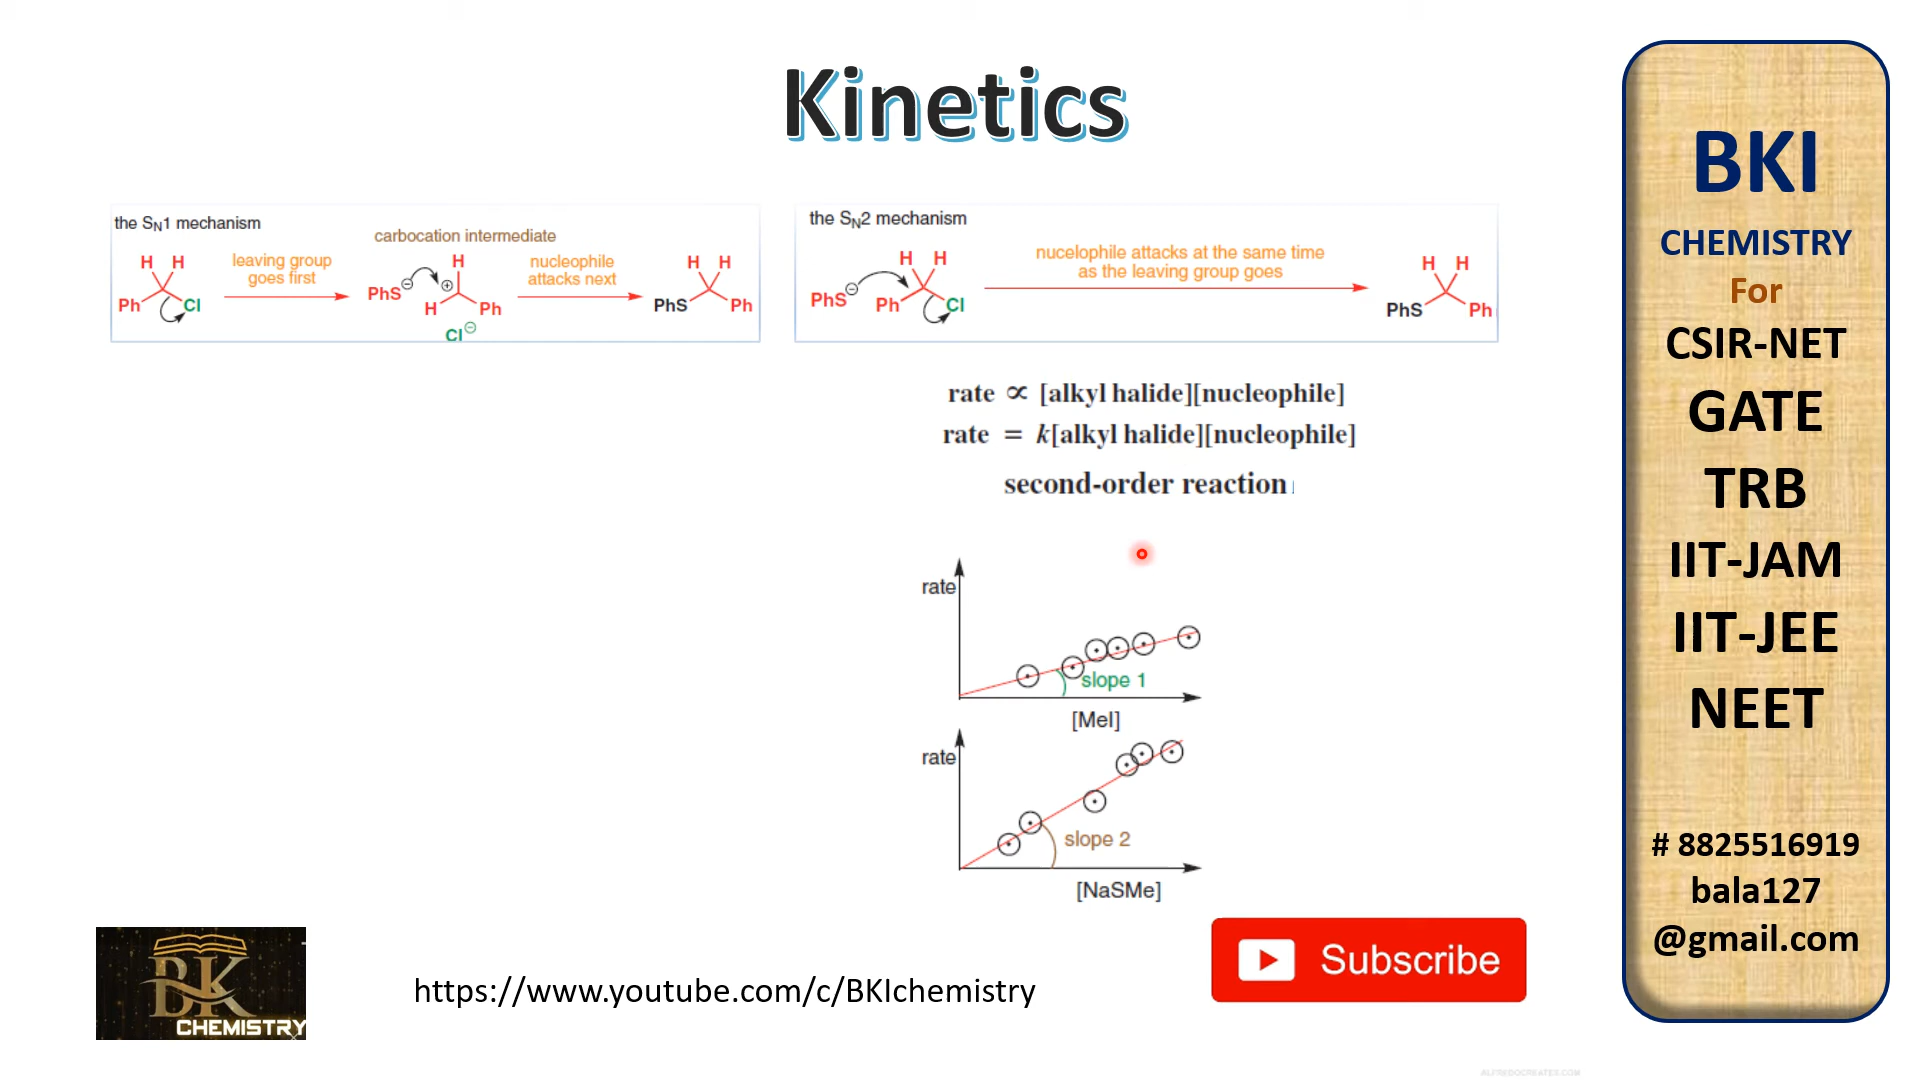 Kinetics
the SN1 mechanism
carbocation intermediate
H H
leaving group
goes first
Ph
Cl
PhS⊖
H
⊕
H
Ph
Cl⊖
nucleophile
attacks next
H H
PhS
Ph
the SN2 mechanism
PhS⊖
H H
Ph
Cl
nucelophile attacks at the same time
as the leaving group goes
H H
PhS
Ph
rate ∝ [alkyl halide][nucleophile]
rate = k[alkyl halide][nucleophile]
second-order reaction
rate
slope 1
[MeI]
rate
slope 2
[NaSMe]
BK
CHEMISTRY
https://www.youtube.com/c/BKIchemistry
Subscribe
BKI
CHEMISTRY
For
CSIR-NET
GATE
TRB
IIT-JAM
IIT-JEE
NEET
# 8825516919
bala127
@gmail.com
ALFREDOCREATES.COM